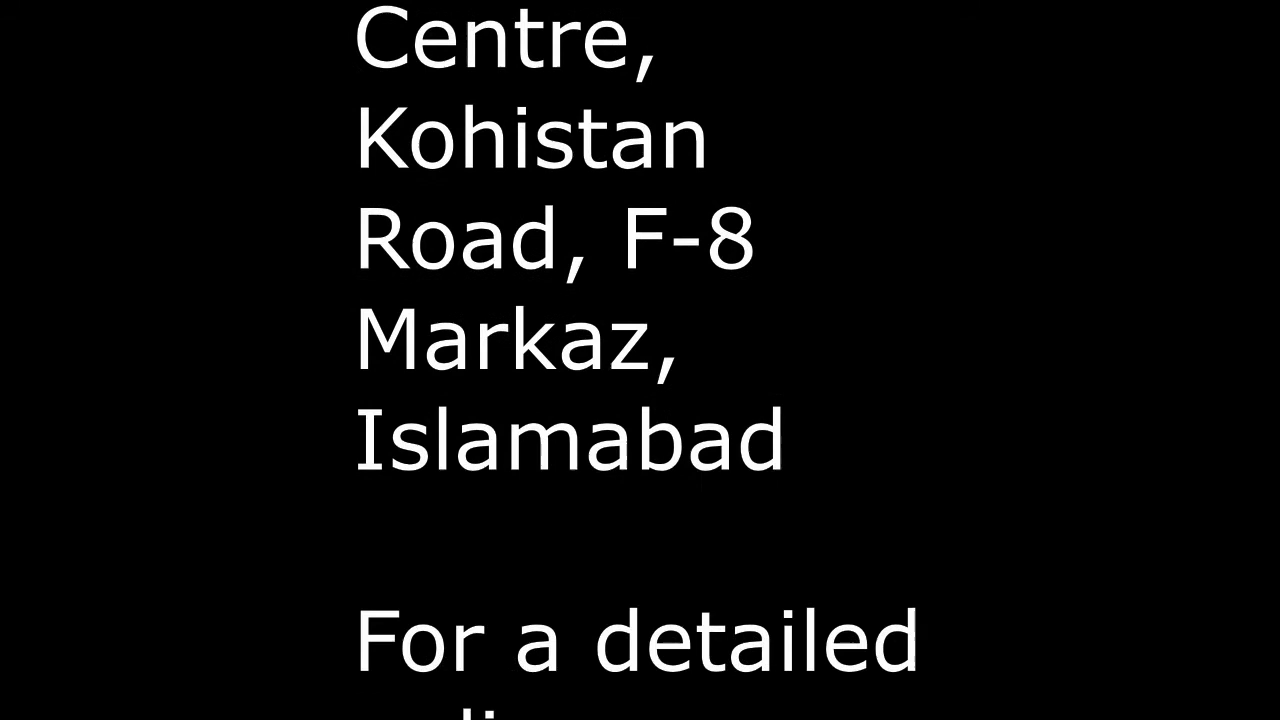 Centre,
Kohistan
Road, F-8
Markaz,
Islamabad
For a detailed